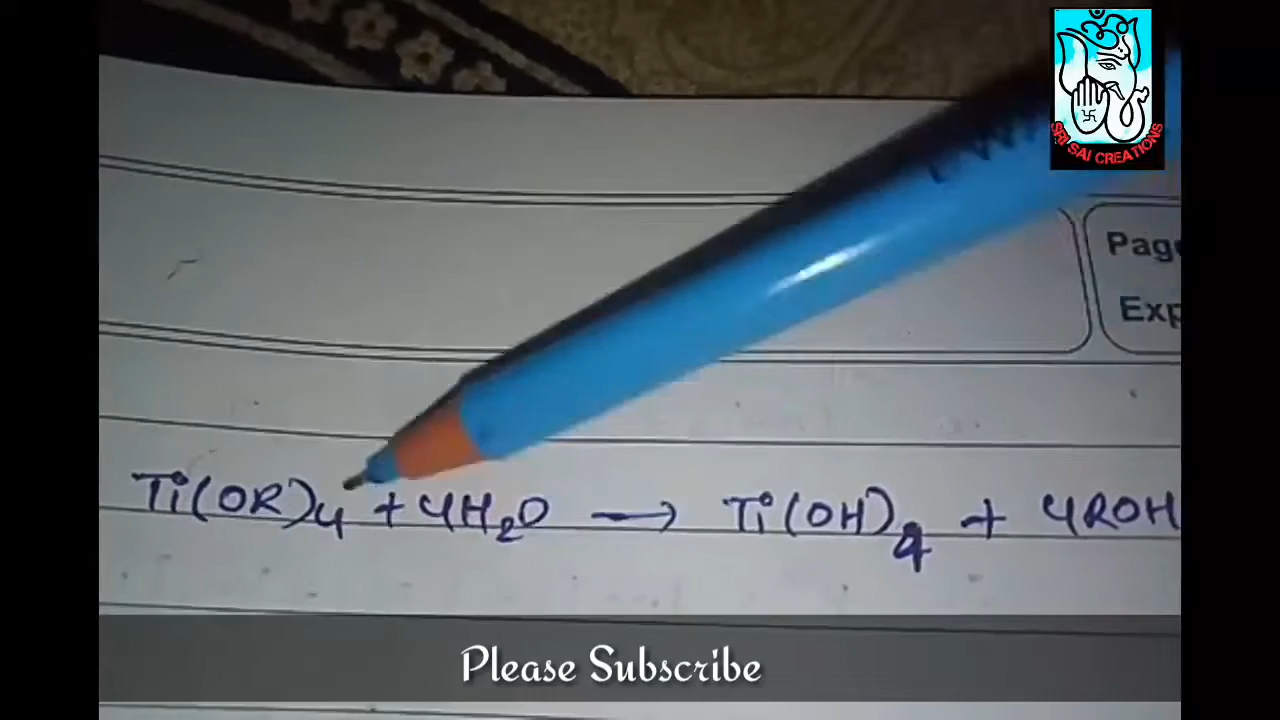 SRI SAI CREATIONS
Page
Exp
Ti(OR)₄ + 4H₂O → Ti(OH)₄ + 4ROH
Please Subscribe